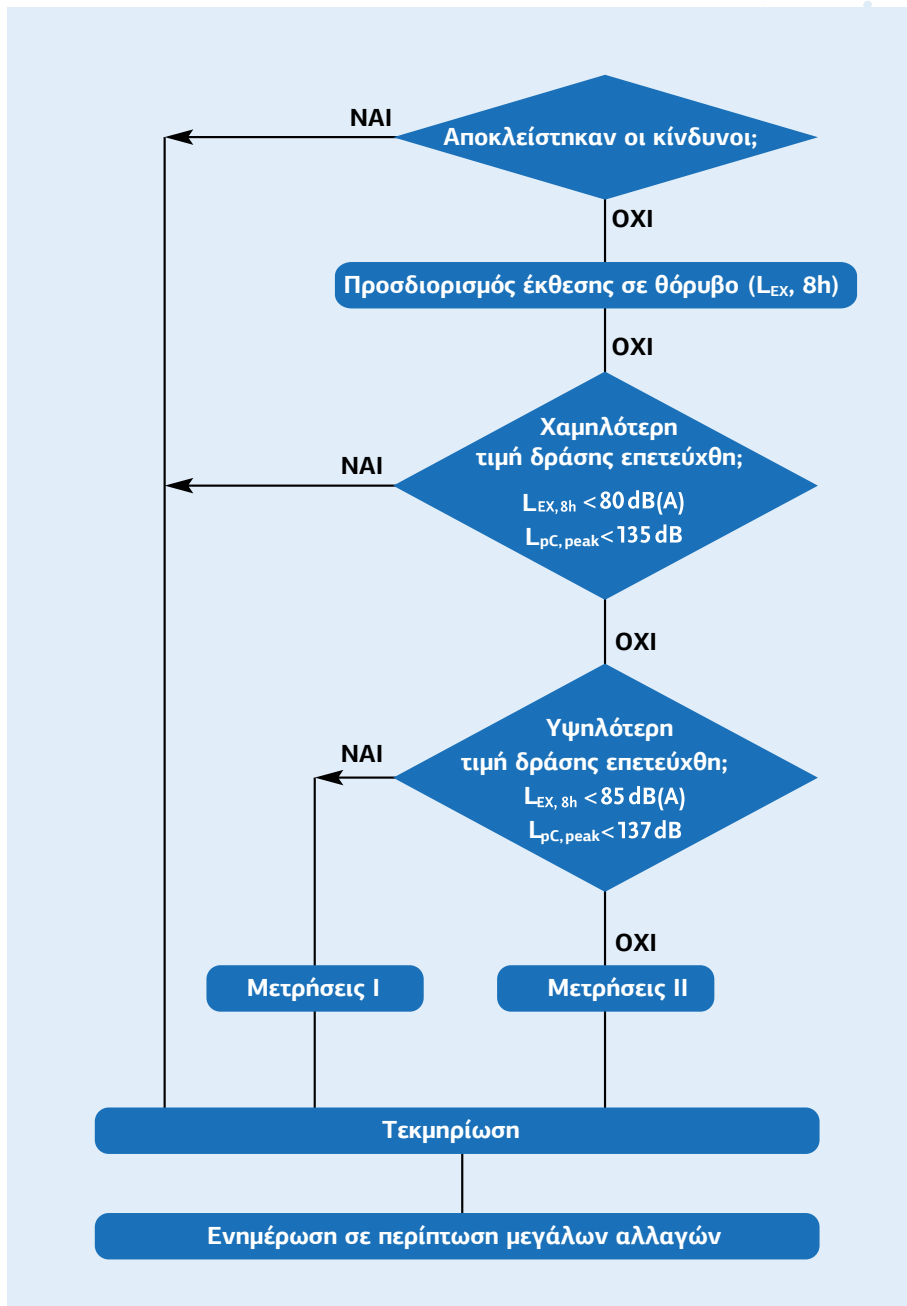 Αποκλείστηκαν οι κίνδυνοι;
ΝΑΙ
ΟΧΙ
Προσδιορισμός έκθεσης σε θόρυβο (LEX, 8h)
ΟΧΙ
Χαμηλότερη
τιμή δράσης επετεύχθη;
LEX, 8h < 80 dB(A)
LpC, peak < 135 dB
ΝΑΙ
ΟΧΙ
Υψηλότερη
τιμή δράσης επετεύχθη;
LEX, 8h < 85 dB(A)
LpC, peak < 137 dB
ΝΑΙ
ΟΧΙ
Μετρήσεις I
Μετρήσεις II
Τεκμηρίωση
Ενημέρωση σε περίπτωση μεγάλων αλλαγών